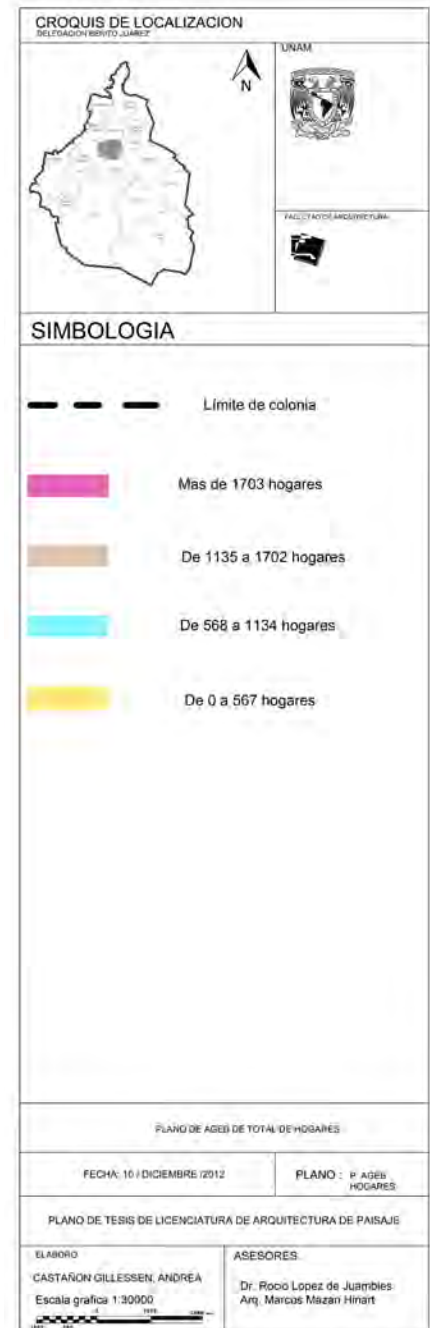 CROQUIS DE LOCALIZACION
DELEGACION BENITO JUAREZ
N
UNAM
FACULTAD DE ARQUITECTURA
SIMBOLOGIA
Límite de colonia
Mas de 1703 hogares
De 1135 a 1702 hogares
De 568 a 1134 hogares
De 0 a 567 hogares
PLANO DE AGEB DE TOTAL DE HOGARES
FECHA: 10 / DICIEMBRE /2012
PLANO : P. AGEB
HOGARES
PLANO DE TESIS DE LICENCIATURA DE ARQUITECTURA DE PAISAJE
ELABORO
CASTAÑON GILLESSEN, ANDREA
Escala grafica 1:30000
ASESORES
Dr. Rocio Lopez de Juambies
Arq. Marcos Mazari Hiriart